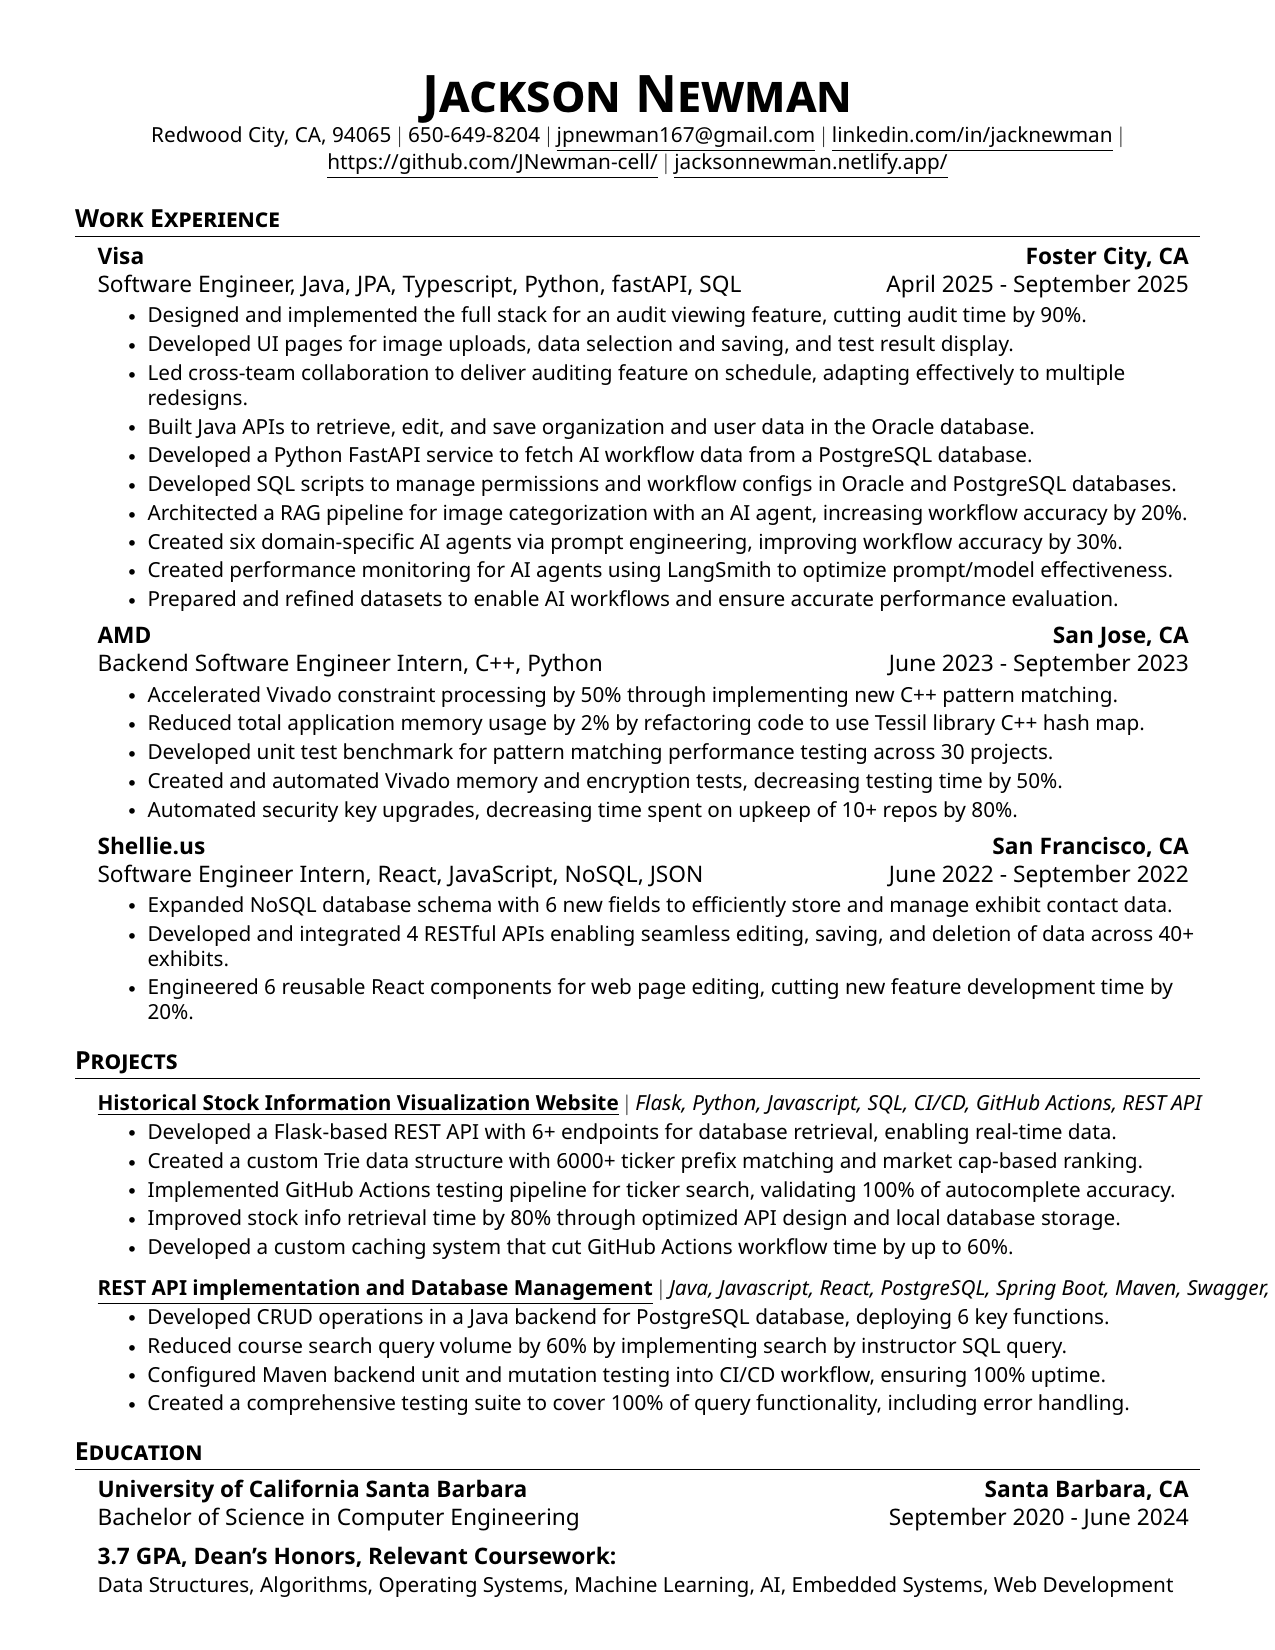 JACKSON NEWMAN
Redwood City, CA, 94065 | 650-649-8204 | jpnewman167@gmail.com | linkedin.com/in/jacknewman |
https://github.com/JNewman-cell/ | jacksonnewman.netlify.app/
WORK EXPERIENCE
Visa Foster City, CA
Software Engineer, Java, JPA, Typescript, Python, fastAPI, SQL April 2025 - September 2025
• Designed and implemented the full stack for an audit viewing feature, cutting audit time by 90%.
• Developed UI pages for image uploads, data selection and saving, and test result display.
• Led cross-team collaboration to deliver auditing feature on schedule, adapting effectively to multiple
redesigns.
• Built Java APIs to retrieve, edit, and save organization and user data in the Oracle database.
• Developed a Python FastAPI service to fetch AI workflow data from a PostgreSQL database.
• Developed SQL scripts to manage permissions and workflow configs in Oracle and PostgreSQL databases.
• Architected a RAG pipeline for image categorization with an AI agent, increasing workflow accuracy by 20%.
• Created six domain-specific AI agents via prompt engineering, improving workflow accuracy by 30%.
• Created performance monitoring for AI agents using LangSmith to optimize prompt/model effectiveness.
• Prepared and refined datasets to enable AI workflows and ensure accurate performance evaluation.
AMD San Jose, CA
Backend Software Engineer Intern, C++, Python June 2023 - September 2023
• Accelerated Vivado constraint processing by 50% through implementing new C++ pattern matching.
• Reduced total application memory usage by 2% by refactoring code to use Tessil library C++ hash map.
• Developed unit test benchmark for pattern matching performance testing across 30 projects.
• Created and automated Vivado memory and encryption tests, decreasing testing time by 50%.
• Automated security key upgrades, decreasing time spent on upkeep of 10+ repos by 80%.
Shellie.us San Francisco, CA
Software Engineer Intern, React, JavaScript, NoSQL, JSON June 2022 - September 2022
• Expanded NoSQL database schema with 6 new fields to efficiently store and manage exhibit contact data.
• Developed and integrated 4 RESTful APIs enabling seamless editing, saving, and deletion of data across 40+
exhibits.
• Engineered 6 reusable React components for web page editing, cutting new feature development time by
20%.
PROJECTS
Historical Stock Information Visualization Website | Flask, Python, Javascript, SQL, CI/CD, GitHub Actions, REST API
• Developed a Flask-based REST API with 6+ endpoints for database retrieval, enabling real-time data.
• Created a custom Trie data structure with 6000+ ticker prefix matching and market cap-based ranking.
• Implemented GitHub Actions testing pipeline for ticker search, validating 100% of autocomplete accuracy.
• Improved stock info retrieval time by 80% through optimized API design and local database storage.
• Developed a custom caching system that cut GitHub Actions workflow time by up to 60%.
REST API implementation and Database Management | Java, Javascript, React, PostgreSQL, Spring Boot, Maven, Swagger,
• Developed CRUD operations in a Java backend for PostgreSQL database, deploying 6 key functions.
• Reduced course search query volume by 60% by implementing search by instructor SQL query.
• Configured Maven backend unit and mutation testing into CI/CD workflow, ensuring 100% uptime.
• Created a comprehensive testing suite to cover 100% of query functionality, including error handling.
EDUCATION
University of California Santa Barbara Santa Barbara, CA
Bachelor of Science in Computer Engineering September 2020 - June 2024
3.7 GPA, Dean’s Honors, Relevant Coursework:
Data Structures, Algorithms, Operating Systems, Machine Learning, AI, Embedded Systems, Web Development